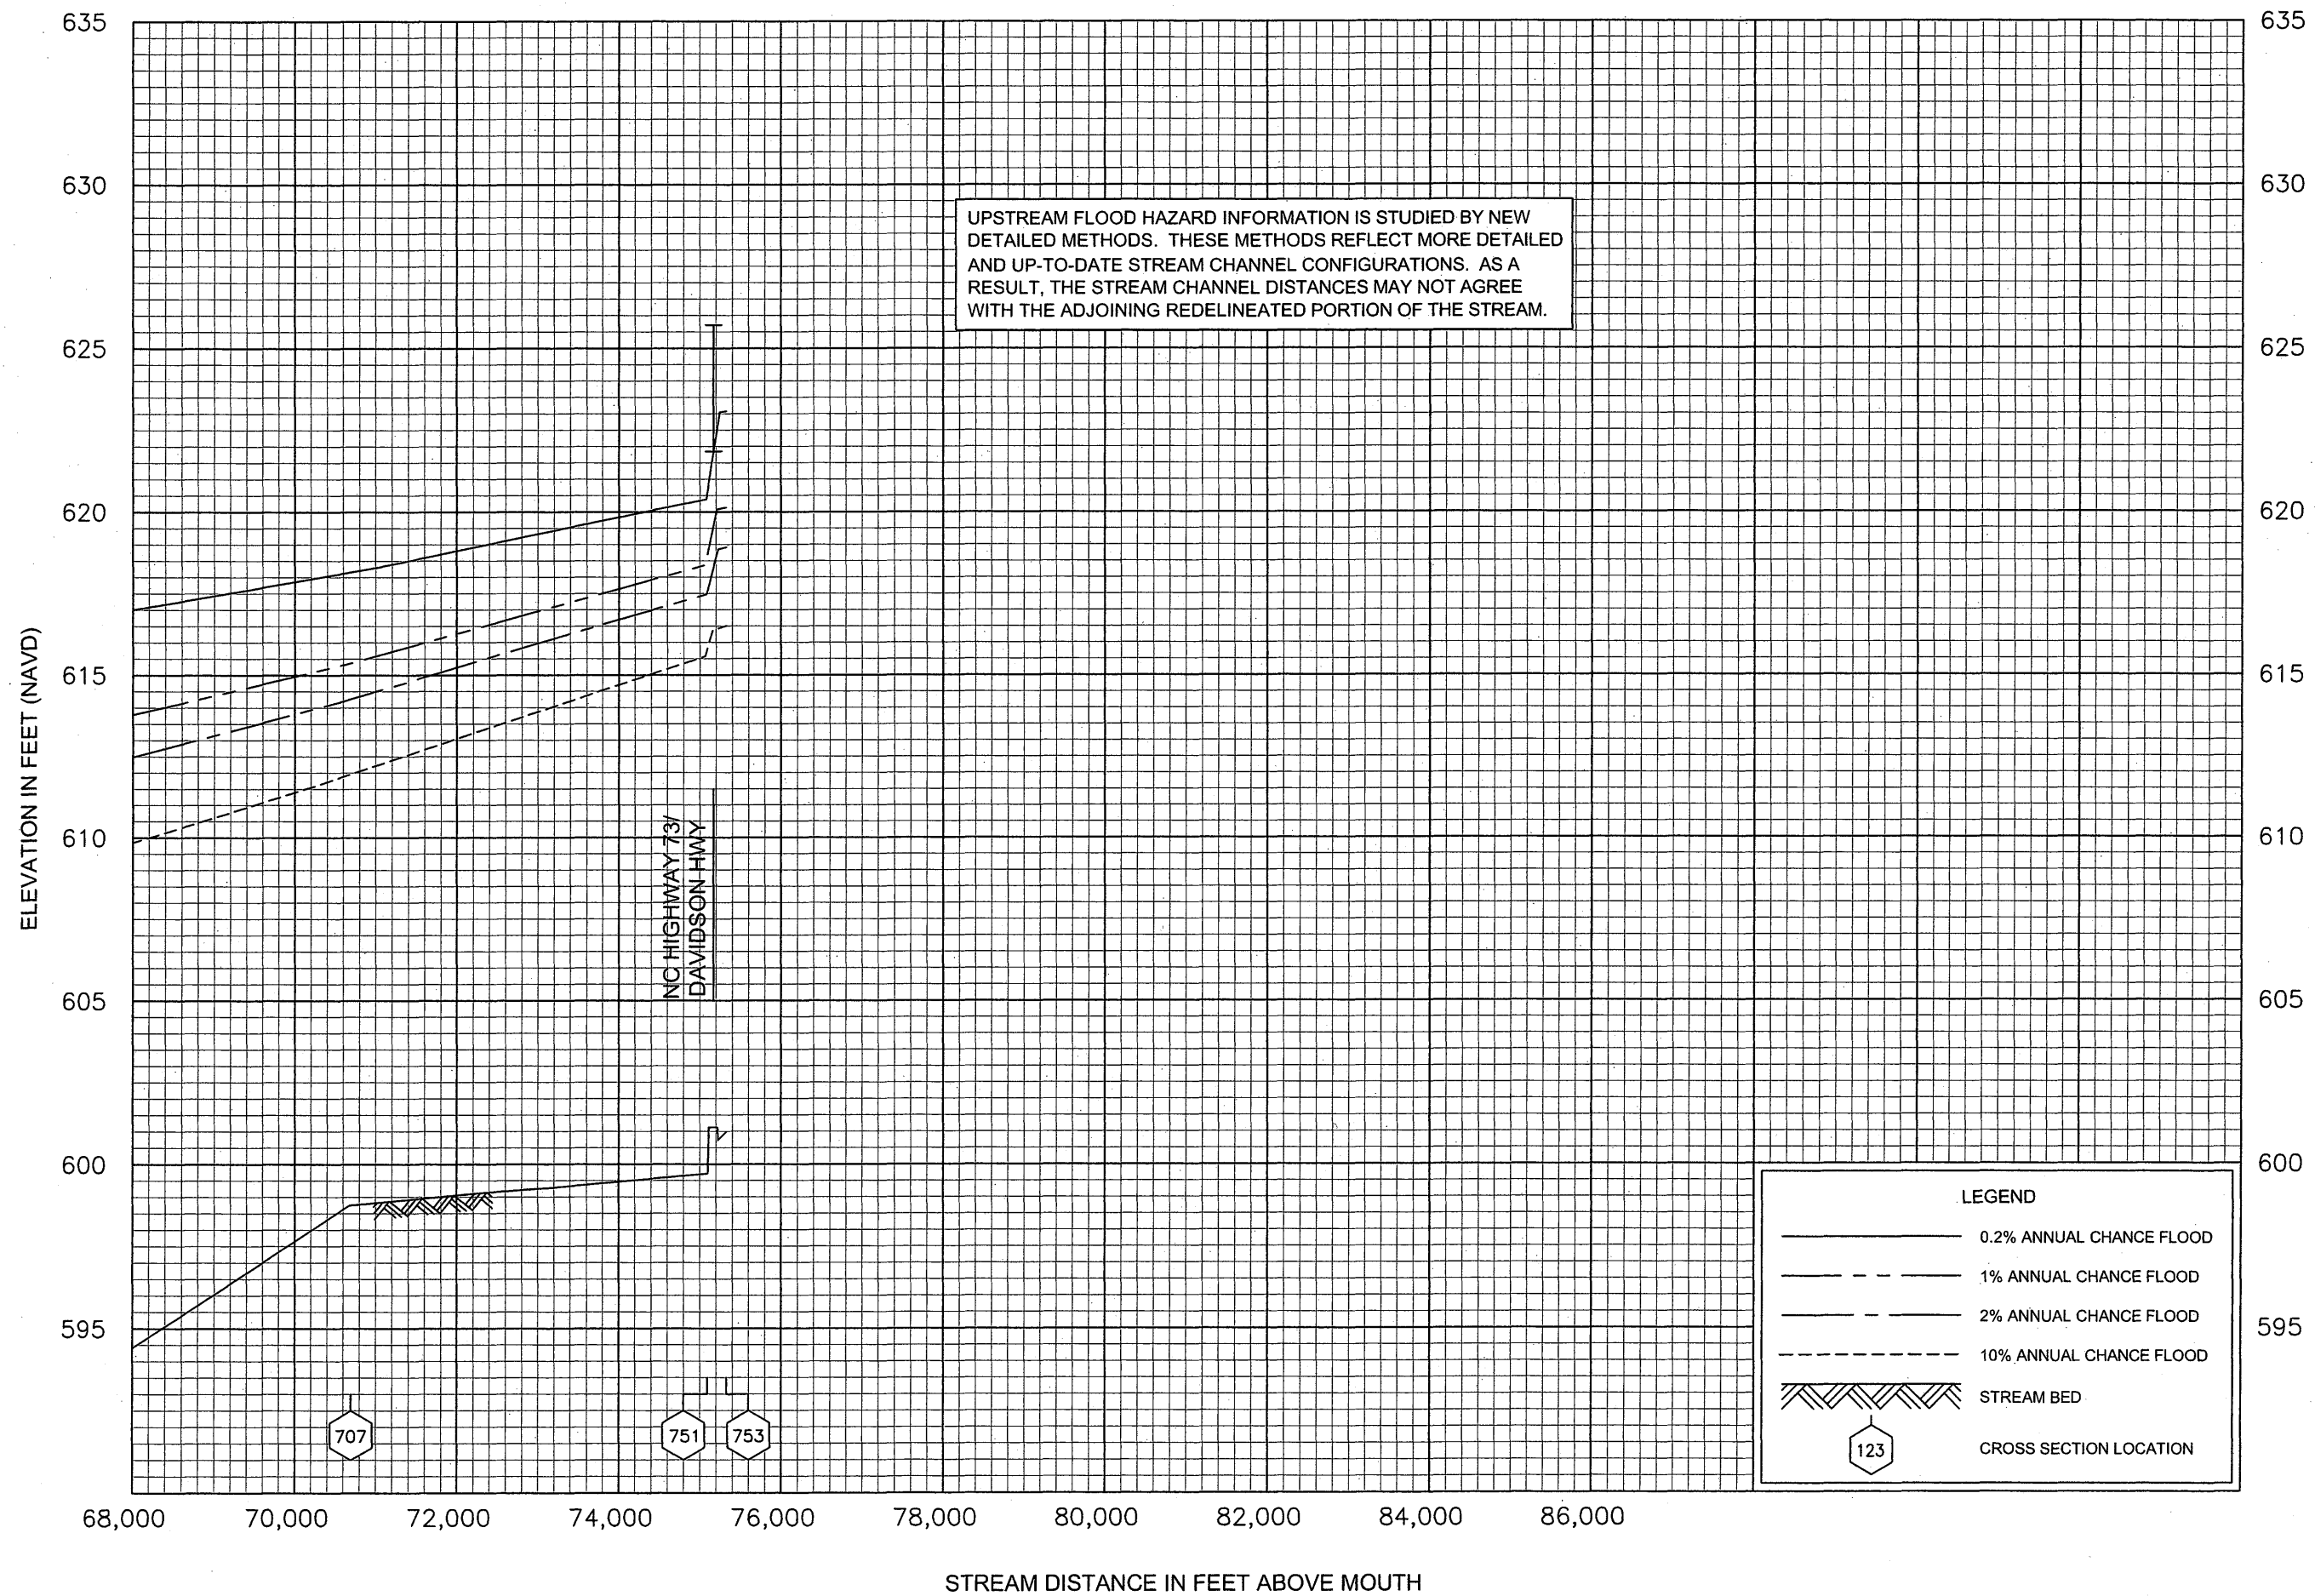 635
630
625
620
615
610
605
600
595
ELEVATION IN FEET (NAVD)
UPSTREAM FLOOD HAZARD INFORMATION IS STUDIED BY NEW
DETAILED METHODS. THESE METHODS REFLECT MORE DETAILED
AND UP-TO-DATE STREAM CHANNEL CONFIGURATIONS. AS A
RESULT, THE STREAM CHANNEL DISTANCES MAY NOT AGREE
WITH THE ADJOINING REDELINEATED PORTION OF THE STREAM.
NC HIGHWAY 73/
DAVIDSON HWY
707
751
753
635
630
625
620
615
610
605
600
595
LEGEND
0.2% ANNUAL CHANCE FLOOD
1% ANNUAL CHANCE FLOOD
2% ANNUAL CHANCE FLOOD
10% ANNUAL CHANCE FLOOD
STREAM BED
123 CROSS SECTION LOCATION
68,000 70,000 72,000 74,000 76,000 78,000 80,000 82,000 84,000 86,000
STREAM DISTANCE IN FEET ABOVE MOUTH